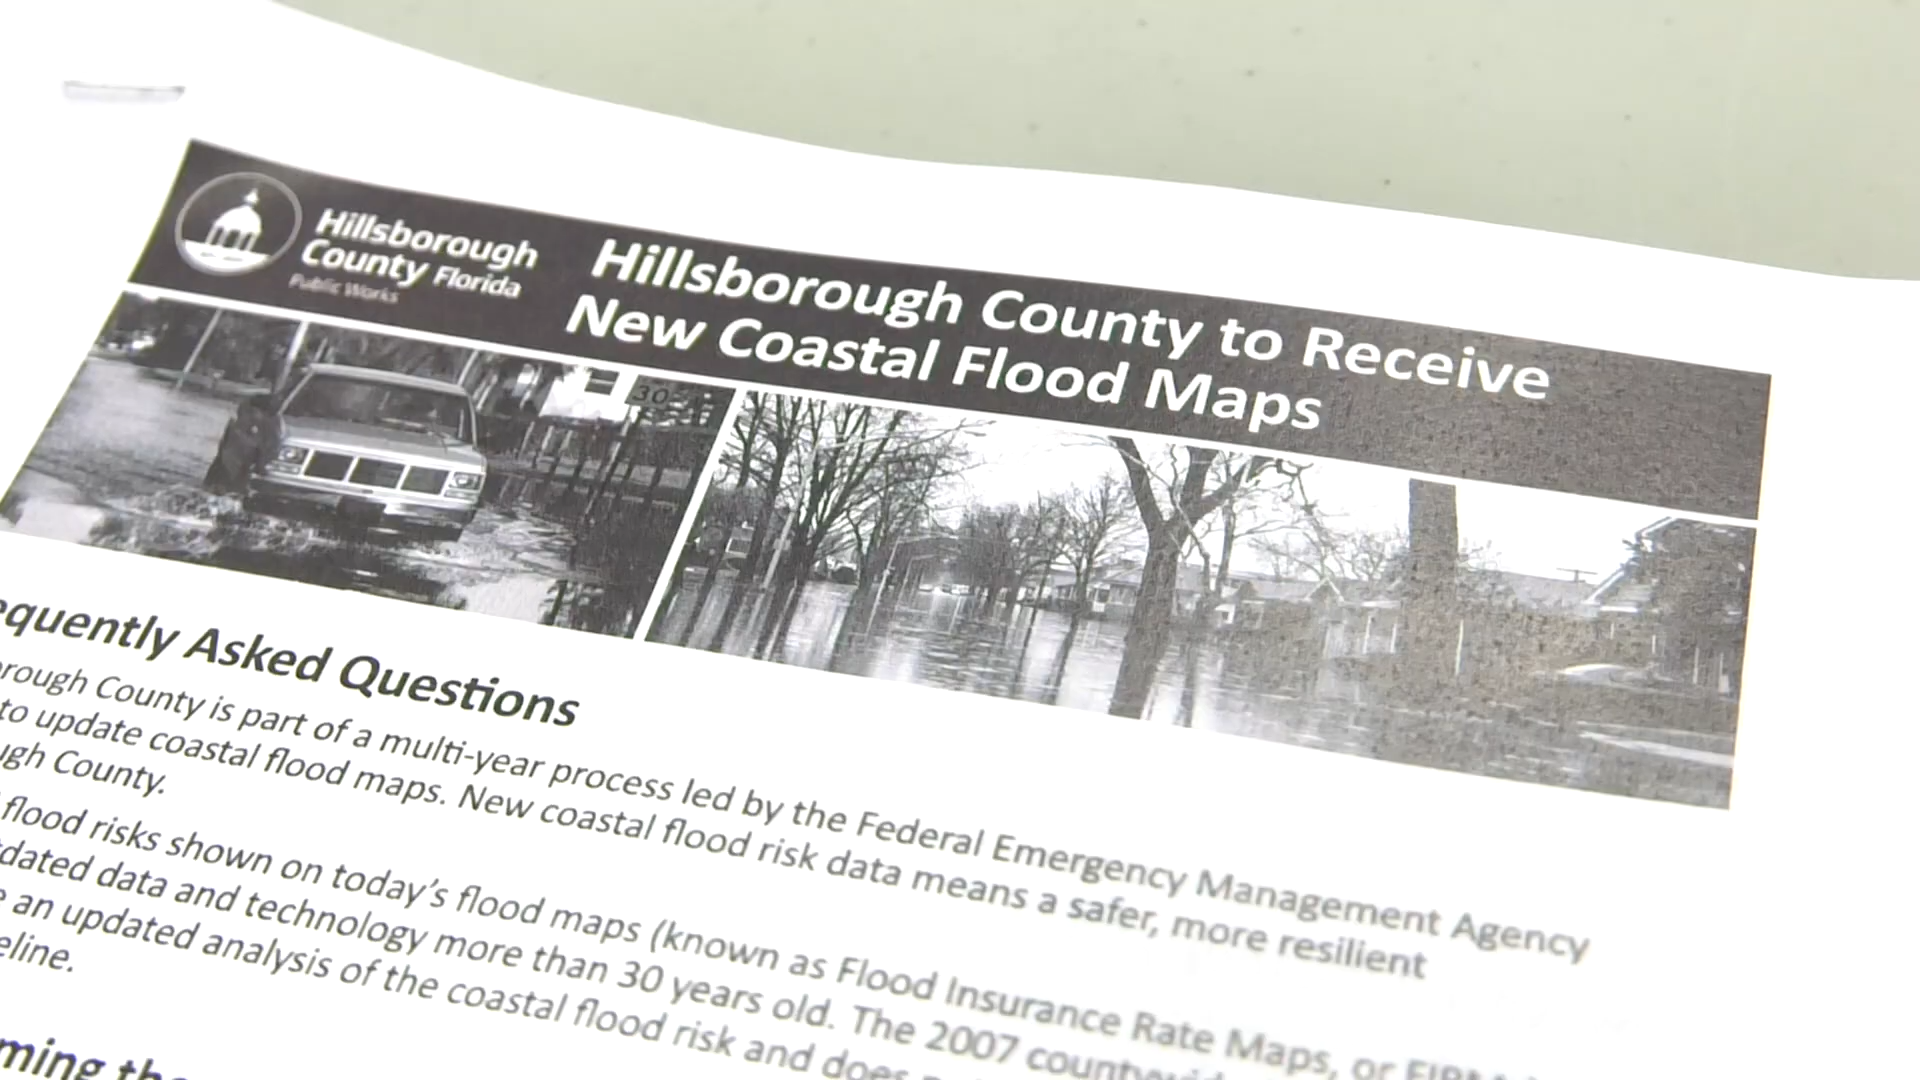 Hillsborough
County Florida
Public Works
Hillsborough County to Receive
New Coastal Flood Maps
30
equently Asked Questions
rough County is part of a multi-year process led by the Federal Emergency Management Agency
to update coastal flood maps. New coastal flood risk data means a safer, more resilient
ugh County.
flood risks shown on today's flood maps (known as Flood Insurance Rate Maps, or
dated data and technology more than 30 years old. The 2007
an updated analysis of the coastal flood risk and does
eline.
ming the